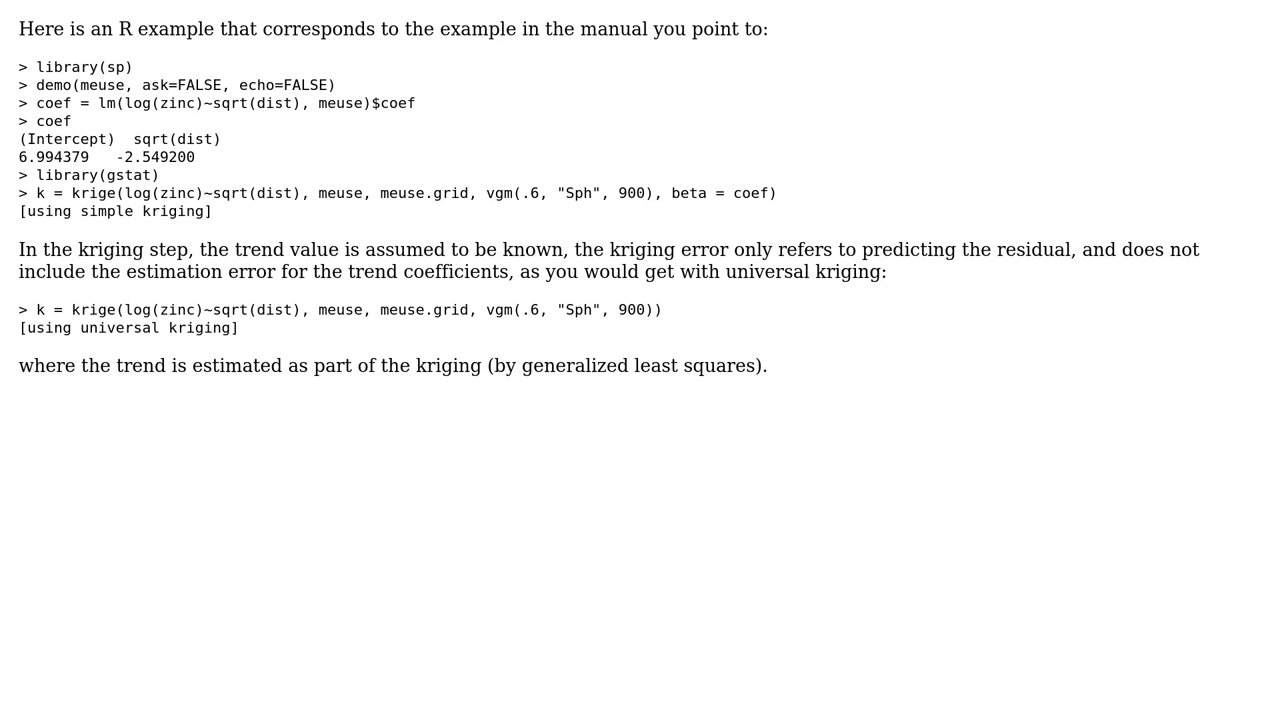 Here is an R example that corresponds to the example in the manual you point to:
> library(sp)
> demo(meuse, ask=FALSE, echo=FALSE)
> coef = lm(log(zinc)~sqrt(dist), meuse)$coef
> coef
(Intercept)  sqrt(dist)
6.994379   -2.549200
> library(gstat)
> k = krige(log(zinc)~sqrt(dist), meuse, meuse.grid, vgm(.6, "Sph", 900), beta = coef)
[using simple kriging]
In the kriging step, the trend value is assumed to be known, the kriging error only refers to predicting the residual, and does not
include the estimation error for the trend coefficients, as you would get with universal kriging:
> k = krige(log(zinc)~sqrt(dist), meuse, meuse.grid, vgm(.6, "Sph", 900))
[using universal kriging]
where the trend is estimated as part of the kriging (by generalized least squares).